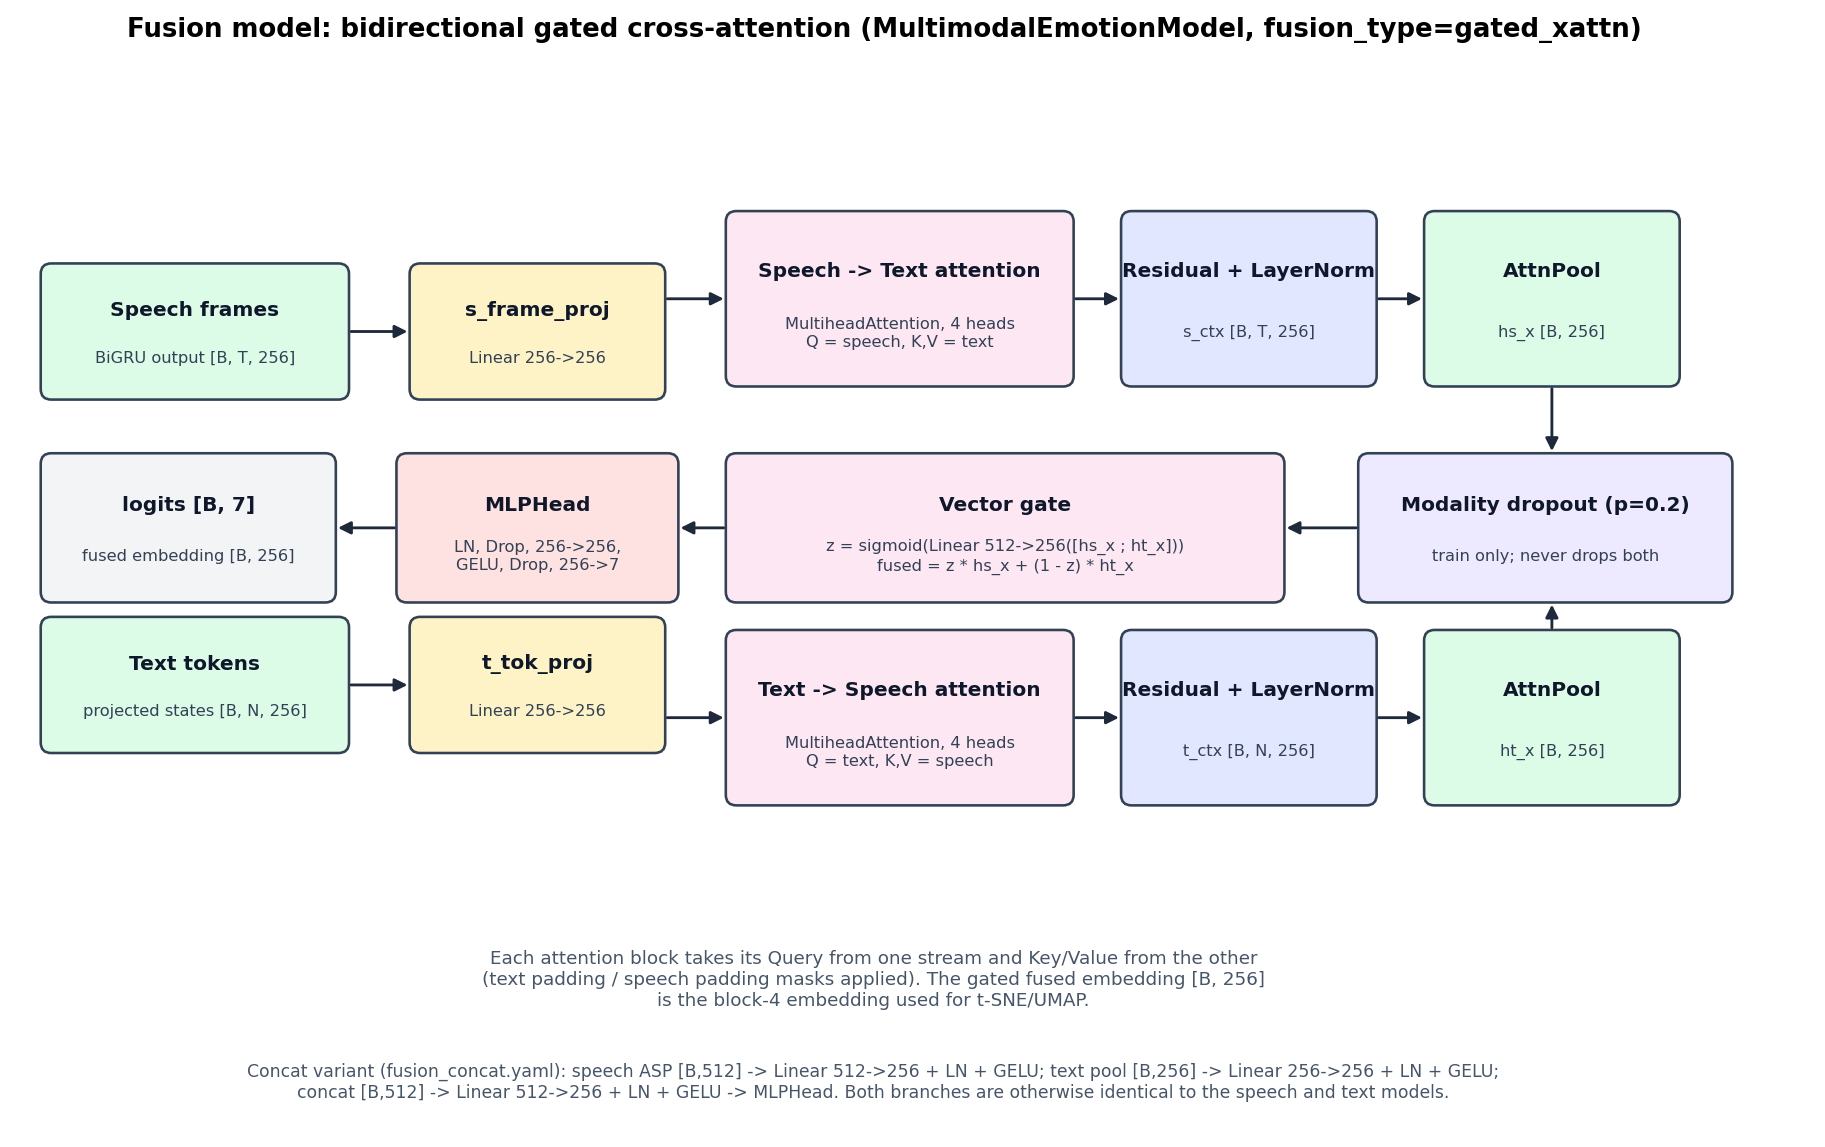 Fusion model: bidirectional gated cross-attention (MultimodalEmotionModel, fusion_type=gated_xattn)
Speech frames
BiGRU output [B, T, 256]
s_frame_proj
Linear 256->256
Speech -> Text attention
MultiheadAttention, 4 heads
Q = speech, K,V = text
Residual + LayerNorm
s_ctx [B, T, 256]
AttnPool
hs_x [B, 256]
logits [B, 7]
fused embedding [B, 256]
MLPHead
LN, Drop, 256->256,
GELU, Drop, 256->7
Vector gate
z = sigmoid(Linear 512->256([hs_x ; ht_x]))
fused = z * hs_x + (1 - z) * ht_x
Modality dropout (p=0.2)
train only; never drops both
Text tokens
projected states [B, N, 256]
t_tok_proj
Linear 256->256
Text -> Speech attention
MultiheadAttention, 4 heads
Q = text, K,V = speech
Residual + LayerNorm
t_ctx [B, N, 256]
AttnPool
ht_x [B, 256]
Each attention block takes its Query from one stream and Key/Value from the other
(text padding / speech padding masks applied). The gated fused embedding [B, 256]
is the block-4 embedding used for t-SNE/UMAP.
Concat variant (fusion_concat.yaml): speech ASP [B,512] -> Linear 512->256 + LN + GELU; text pool [B,256] -> Linear 256->256 + LN + GELU;
concat [B,512] -> Linear 512->256 + LN + GELU -> MLPHead. Both branches are otherwise identical to the speech and text models.